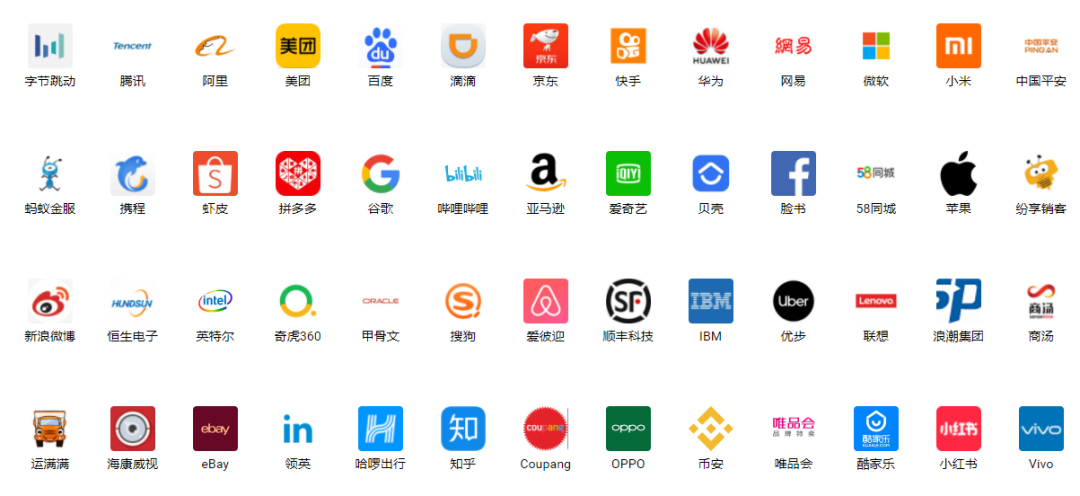 Tencent 美团 du 京东 HUAWEI 網易 mi 中国平安 PING AN
字节跳动 腾讯 阿里 美团 百度 滴滴 京东 快手 华为 网易 微软 小米 中国平安
S 拼 G bilibili a iQIYI f 58同城
蚂蚁金服 携程 虾皮 拼多多 谷歌 哔哩哔哩 亚马逊 爱奇艺 贝壳 脸书 58同城 苹果 纷享销客
HUNDSUN intel ORACLE S SF IBM Uber Lenovo 商汤
新浪微博 恒生电子 英特尔 奇虎360 甲骨文 搜狗 爱彼迎 顺丰科技 IBM 优步 联想 浪潮集团 商汤
ebay in 知 coupang oppo 唯品会 品牌特卖 酷家乐 小红书 vivo
运满满 海康威视 eBay 领英 哈啰出行 知乎 Coupang OPPO 币安 唯品会 酷家乐 小红书 Vivo